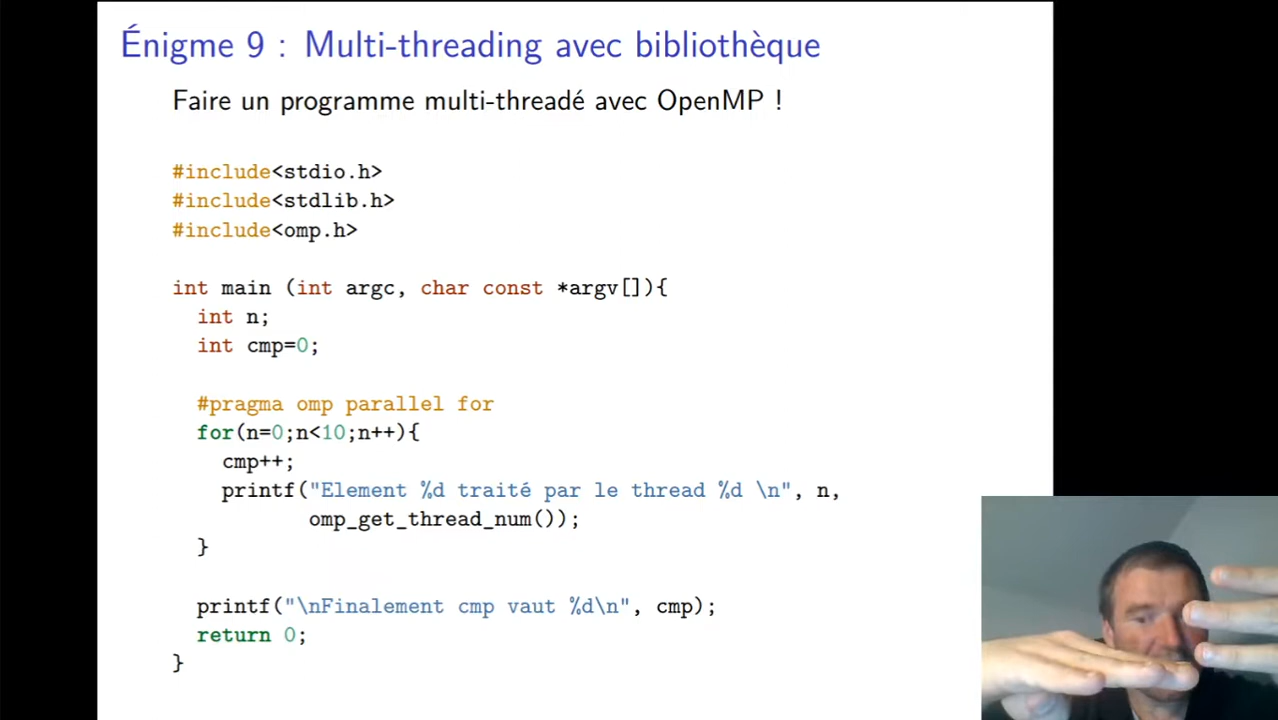 Énigme 9 : Multi-threading avec bibliothèque
Faire un programme multi-threadé avec OpenMP !
#include<stdio.h>
#include<stdlib.h>
#include<omp.h>
int main (int argc, char const *argv[]){
int n;
int cmp=0;
#pragma omp parallel for
for(n=0;n<10;n++){
cmp++;
printf("Element %d traité par le thread %d \n", n,
omp_get_thread_num());
}
printf("\nFinalement cmp vaut %d\n", cmp);
return 0;
}